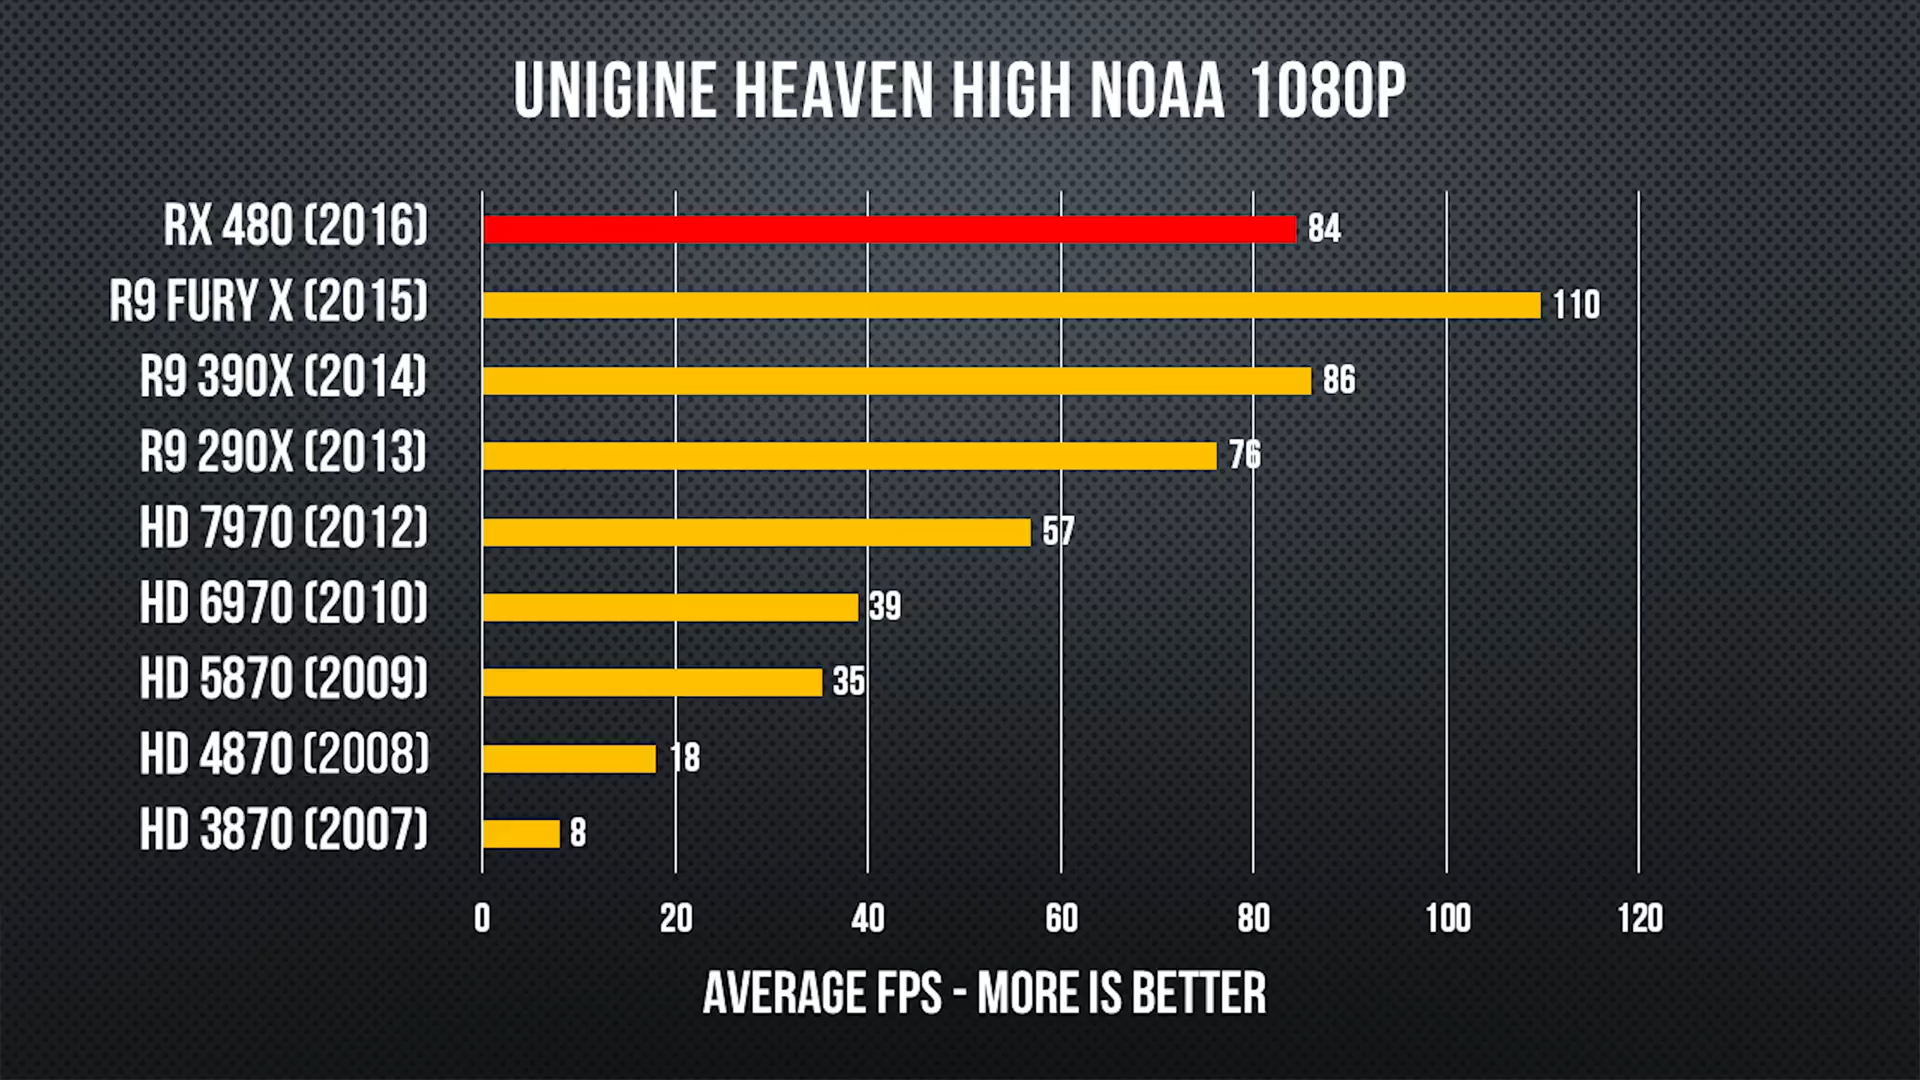 UNIGINE HEAVEN HIGH NOAA 1080P
RX 480 (2016) 84
R9 FURY X (2015) 110
R9 390X (2014) 86
R9 290X (2013) 76
HD 7970 (2012) 57
HD 6970 (2010) 39
HD 5870 (2009) 35
HD 4870 (2008) 18
HD 3870 (2007) 8
0 20 40 60 80 100 120
AVERAGE FPS - MORE IS BETTER